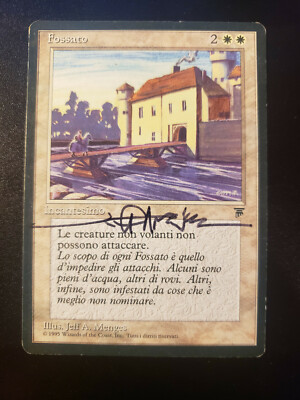 Fossato 2
Incantesimo
Le creature non volanti non
possono attaccare.
Lo scopo di ogni Fossato è quello
d'impedire gli attacchi. Alcuni sono
pieni d'acqua, altri di rovi. Altri,
infine, sono infestati da cose che è
meglio non nominare.
Illus. Jeff A. Menges
© 1995 Wizards of the Coast, Inc. Tutti i diritti riservati.